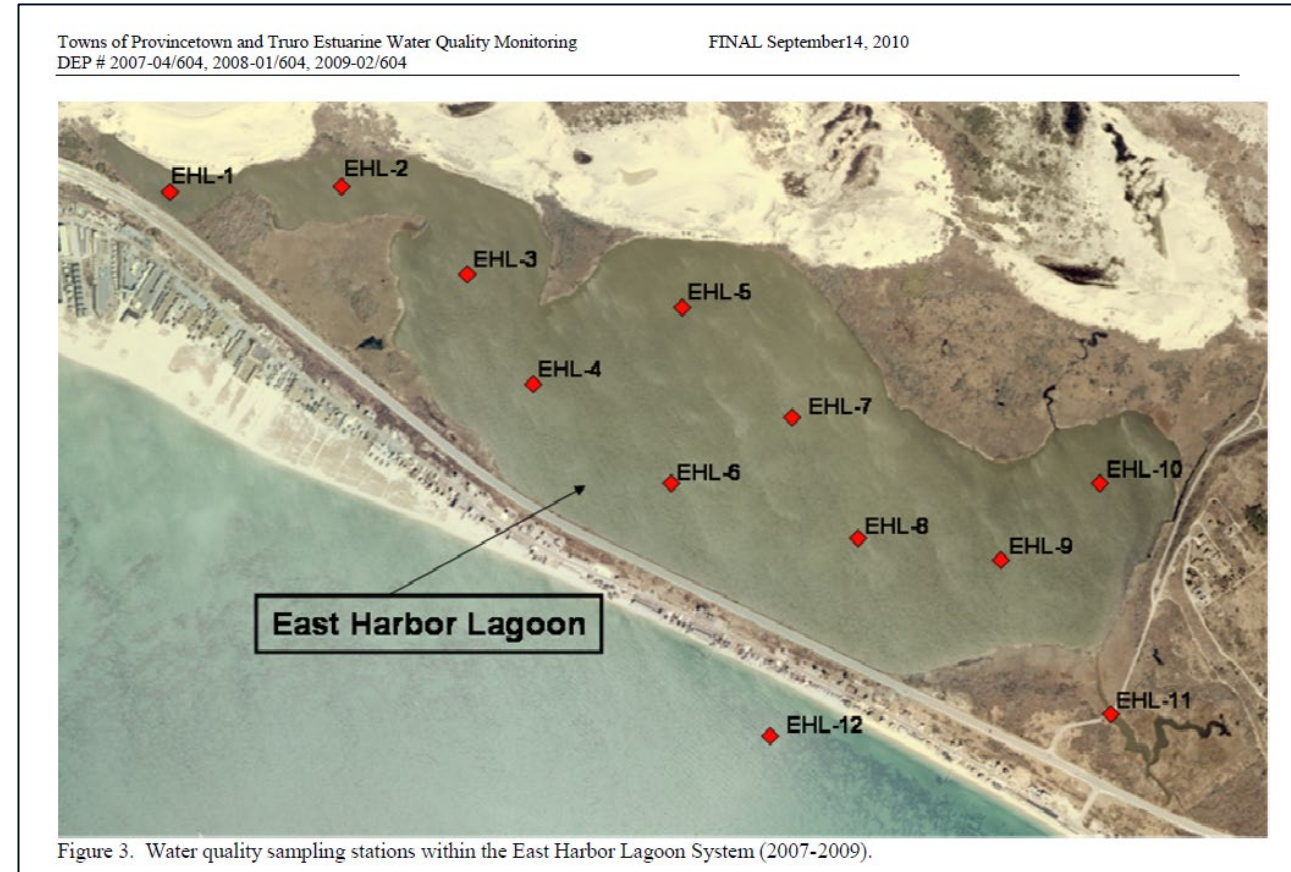 Towns of Provincetown and Truro Estuarine Water Quality Monitoring FINAL September14, 2010
DEP # 2007-04/604, 2008-01/604, 2009-02/604
EHL-1
EHL-2
EHL-3
EHL-5
EHL-4
EHL-7
EHL-6
EHL-10
EHL-8
EHL-9
East Harbor Lagoon
EHL-11
EHL-12
Figure 3. Water quality sampling stations within the East Harbor Lagoon System (2007-2009).